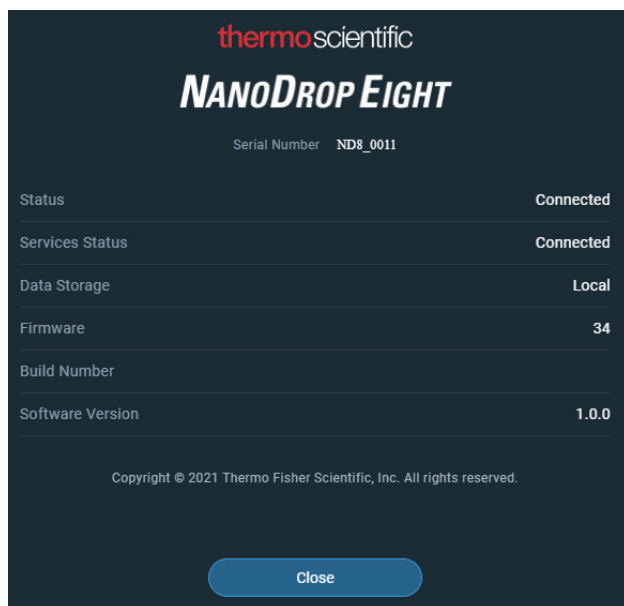 thermoscientific
NANODROP EIGHT
Serial Number ND8_0011
Status Connected
Services Status Connected
Data Storage Local
Firmware 34
Build Number
Software Version 1.0.0
Copyright © 2021 Thermo Fisher Scientific, Inc. All rights reserved.
Close